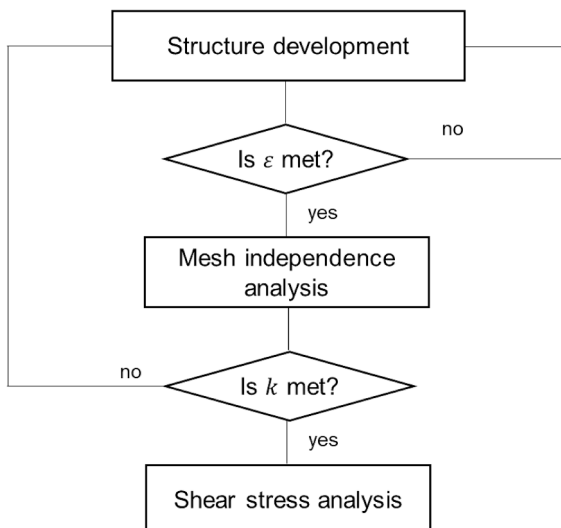 Structure development
no
Is 𝜀 met?
yes
Mesh independence
analysis
no
Is 𝑘 met?
yes
Shear stress analysis